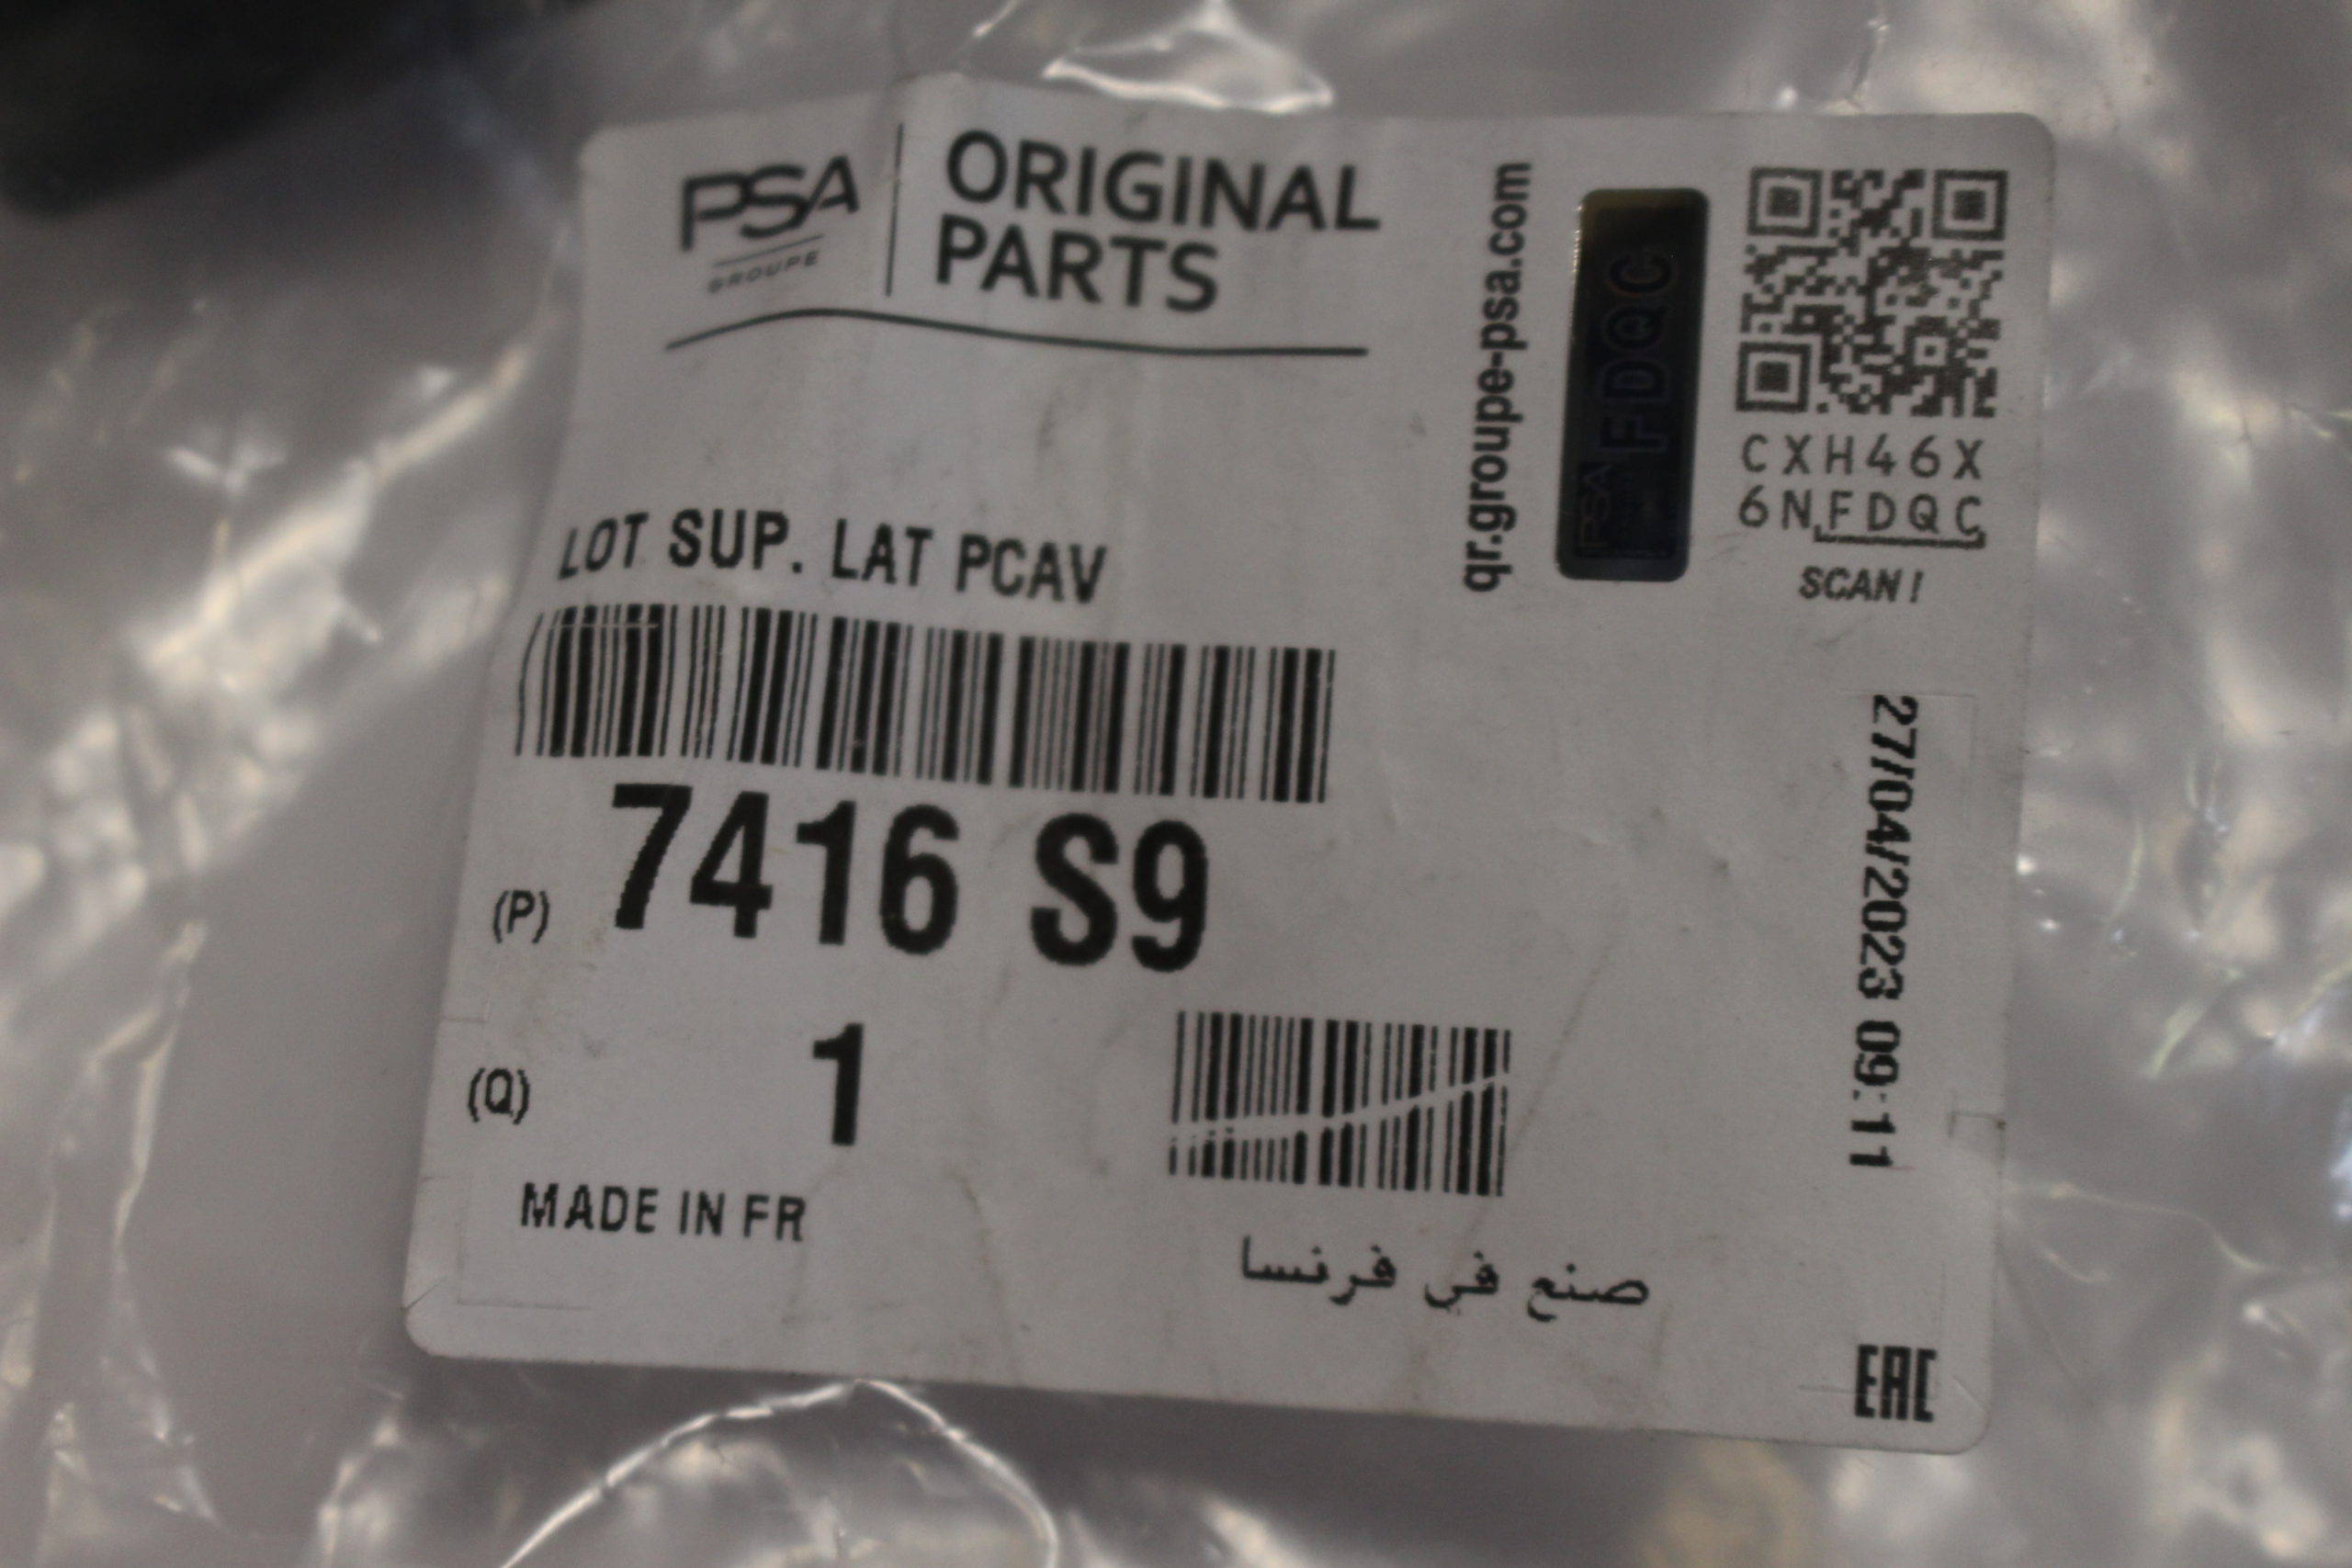 PSA
GROUPE
ORIGINAL
PARTS
qr.groupe-psa.com
PSA FDQC
CXH46X
6NFDQC
SCAN!
LOT SUP. LAT PCAV
(P) 7416 S9
(Q) 1
27/04/2023 09:11
MADE IN FR
صنع في فرنسا
EAC